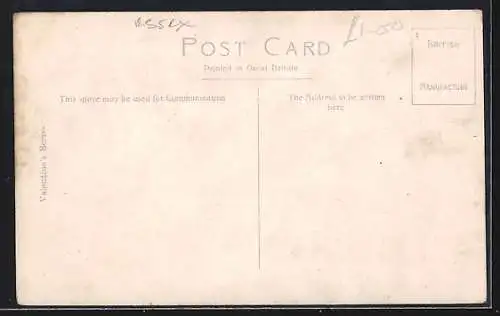 ESSEX
£1-50
POST CARD
Printed in Great Britain
BRITISH
MANUFACTURE
This space may be used for Communication
The Address to be written
here
Valentine's Series